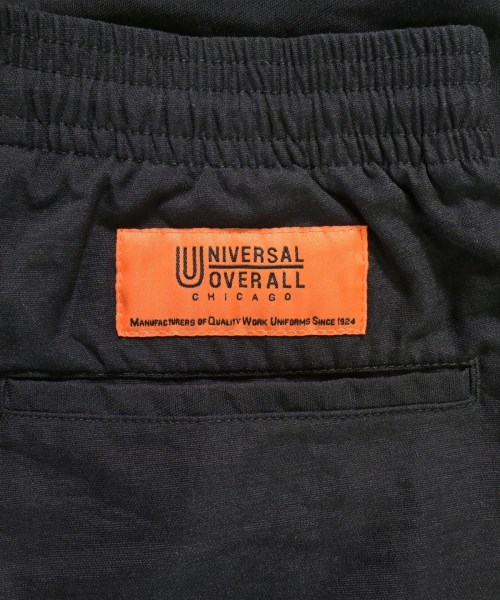 UNIVERSAL
OVERALL
CHICAGO
MANUFACTURERS OF QUALITY WORK UNIFORMS SINCE 1924